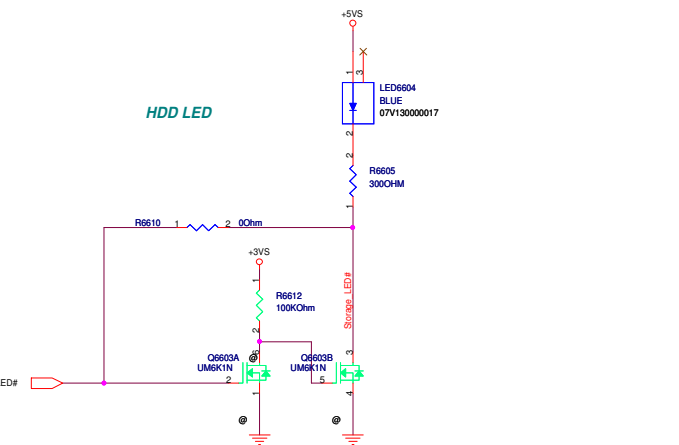 +5VS
1
3
LED6604
BLUE
07V130000017
HDD LED
2
2
R6605
300OHM
1
R6610 1 2 0Ohm
+3VS
1
R6612
100KOhm
2
Storage_LED#
Q6603A
UM6K1N
6
@
Q6603B
UM6K1N
3
ED#
2
5
1
4
@
@